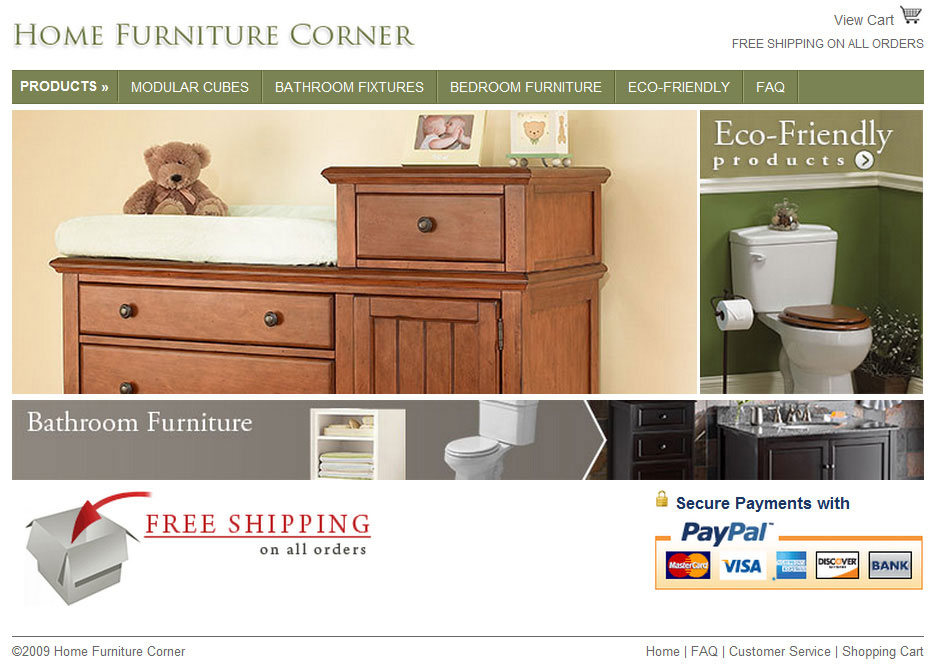 HOME FURNITURE CORNER
View Cart
FREE SHIPPING ON ALL ORDERS
PRODUCTS »
MODULAR CUBES
BATHROOM FIXTURES
BEDROOM FURNITURE
ECO-FRIENDLY
FAQ
Eco-Friendly
products
Bathroom Furniture
FREE SHIPPING
on all orders
Secure Payments with
PayPal
MasterCard
VISA
DISCOVER
BANK
©2009 Home Furniture Corner
Home | FAQ | Customer Service | Shopping Cart